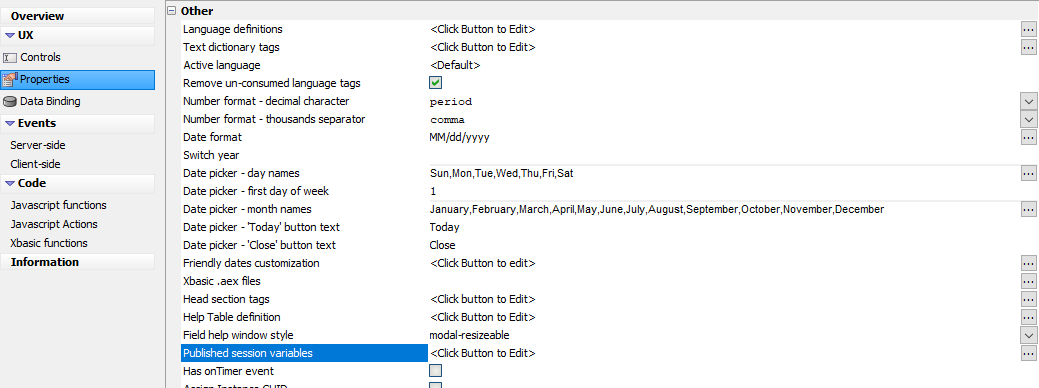 Overview
UX
Controls
Properties
Data Binding
Events
Server-side
Client-side
Code
Javascript functions
Javascript Actions
Xbasic functions
Information
Other
Language definitions <Click Button to Edit>
Text dictionary tags <Click Button to Edit>
Active language <Default>
Remove un-consumed language tags
Number format - decimal character period
Number format - thousands separator comma
Date format MM/dd/yyyy
Switch year
Date picker - day names Sun,Mon,Tue,Wed,Thu,Fri,Sat
Date picker - first day of week 1
Date picker - month names January,February,March,April,May,June,July,August,September,October,November,December
Date picker - 'Today' button text Today
Date picker - 'Close' button text Close
Friendly dates customization <Click Button to edit>
Xbasic .aex files
Head section tags <Click button to Edit>
Help Table definition <Click Button to Edit>
Field help window style modal-resizeable
Published session variables <Click Button to Edit>
Has onTimer event
Assign Instance GUID